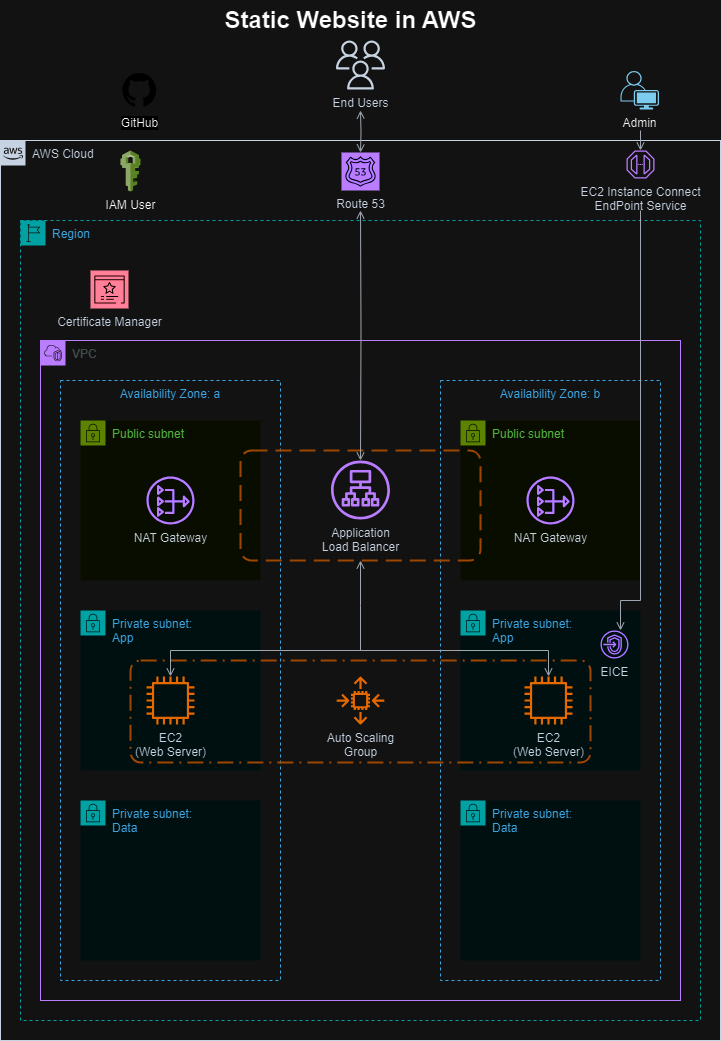 Static Website in AWS
End Users
GitHub
Admin
aws
AWS Cloud
53
IAM User
Route 53
EC2 Instance Connect
EndPoint Service
Region
Certificate Manager
VPC
Availability Zone: a
Availability Zone: b
Public subnet
Public subnet
NAT Gateway
Application
Load Balancer
NAT Gateway
Private subnet:
App
Private subnet:
App
EICE
EC2
(Web Server)
Auto Scaling
Group
EC2
(Web Server)
Private subnet:
Data
Private subnet:
Data